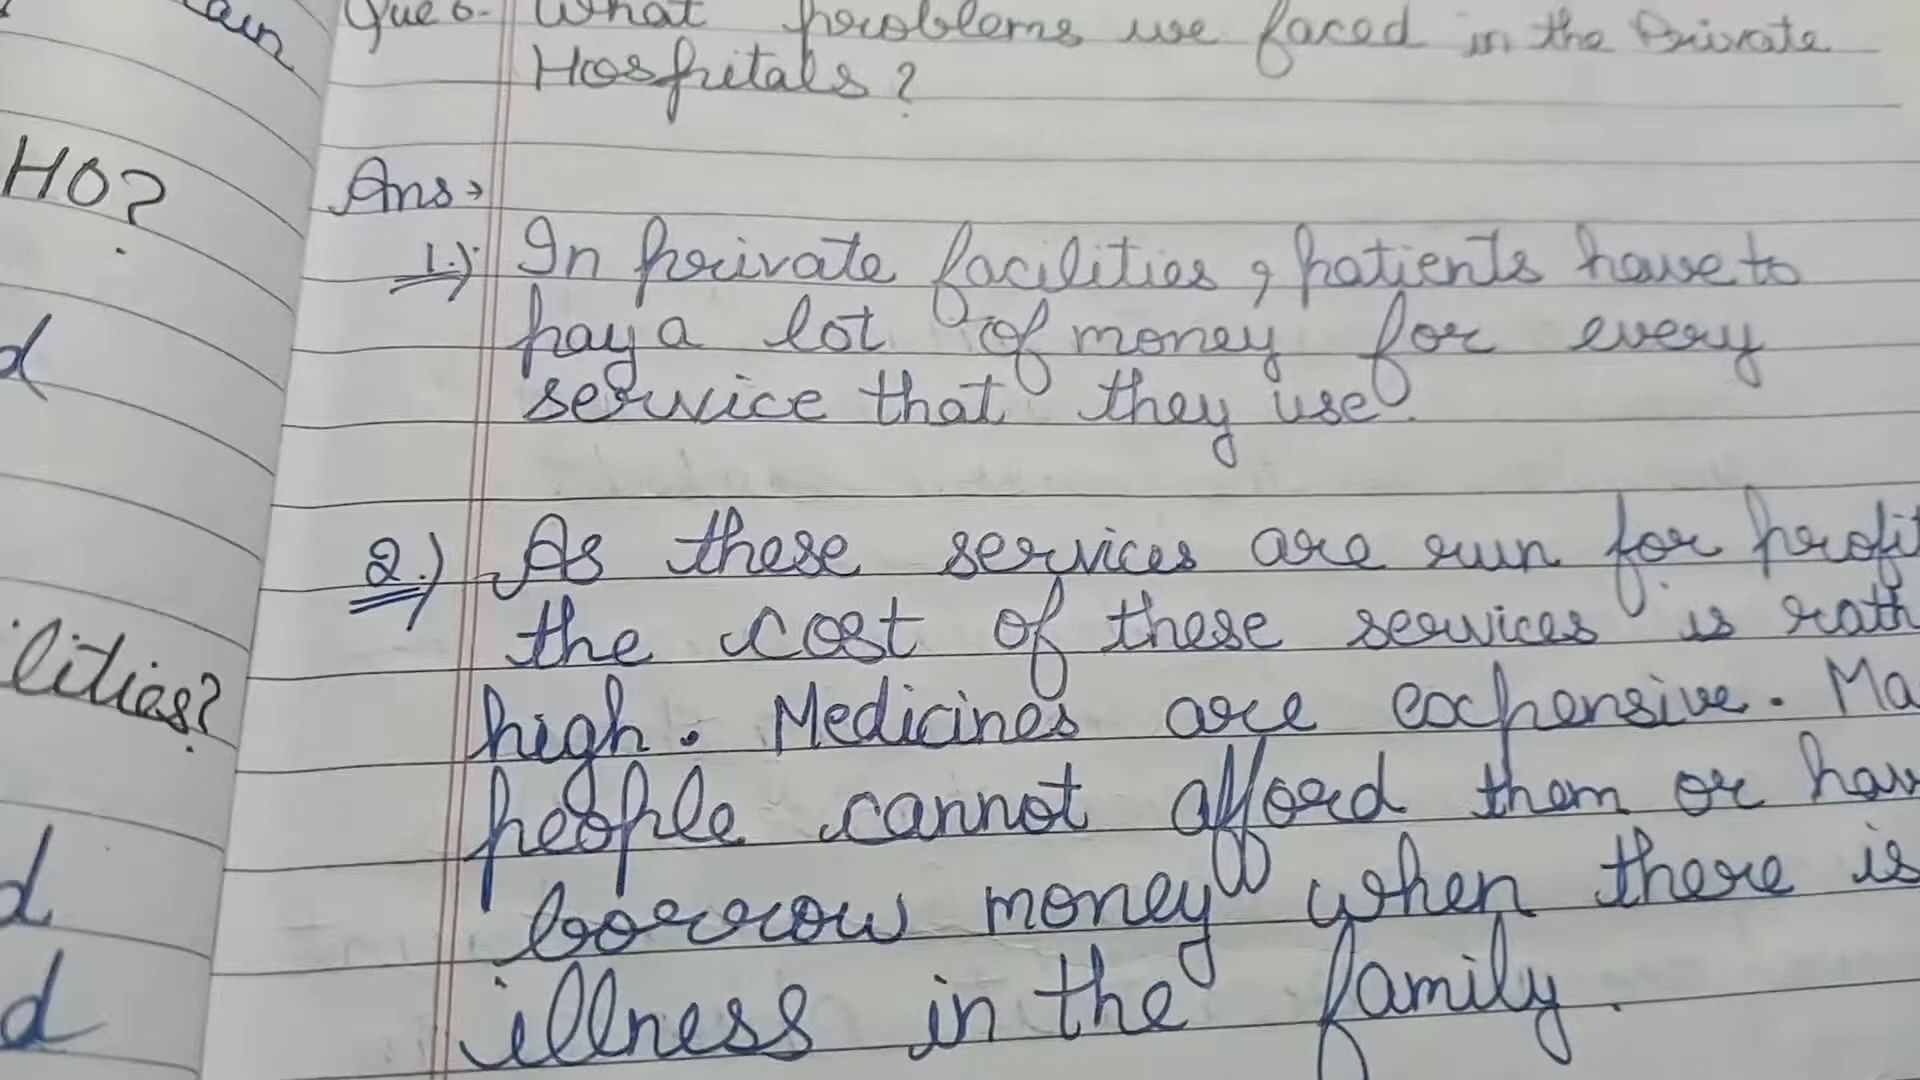 HO?
d
lities?
d
d
Que 6. What problems we faced in the Private
Hospitals?
Ans→
1.) In private facilities, patients have to
pay a lot of money for every
service that they use.
2.) As these services are run for profit
the cost of these services is rath
high. Medicines are expensive. Ma
people cannot afford them or hav
borrow money when there is
illness in the family.